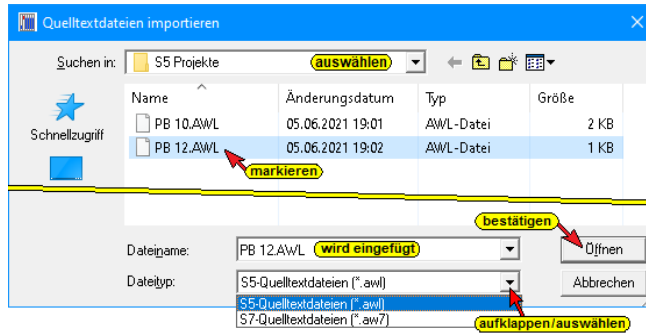 Quelltextdateien importieren
Suchen in: S5 Projekte auswählen
Schnellzugriff
Name Änderungsdatum Typ Größe
PB 10.AWL 05.06.2021 19:01 AWL-Datei 2 KB
PB 12.AWL 05.06.2021 19:02 AWL-Datei 1 KB
markieren
bestätigen
Dateiname: PB 12.AWL wird eingefügt Öffnen
Dateityp: S5-Quelltextdateien (*.awl) Abbrechen
S5-Quelltextdateien (*.awl)
S7-Quelltextdateien (*.aw7)
aufklappen/auswählen